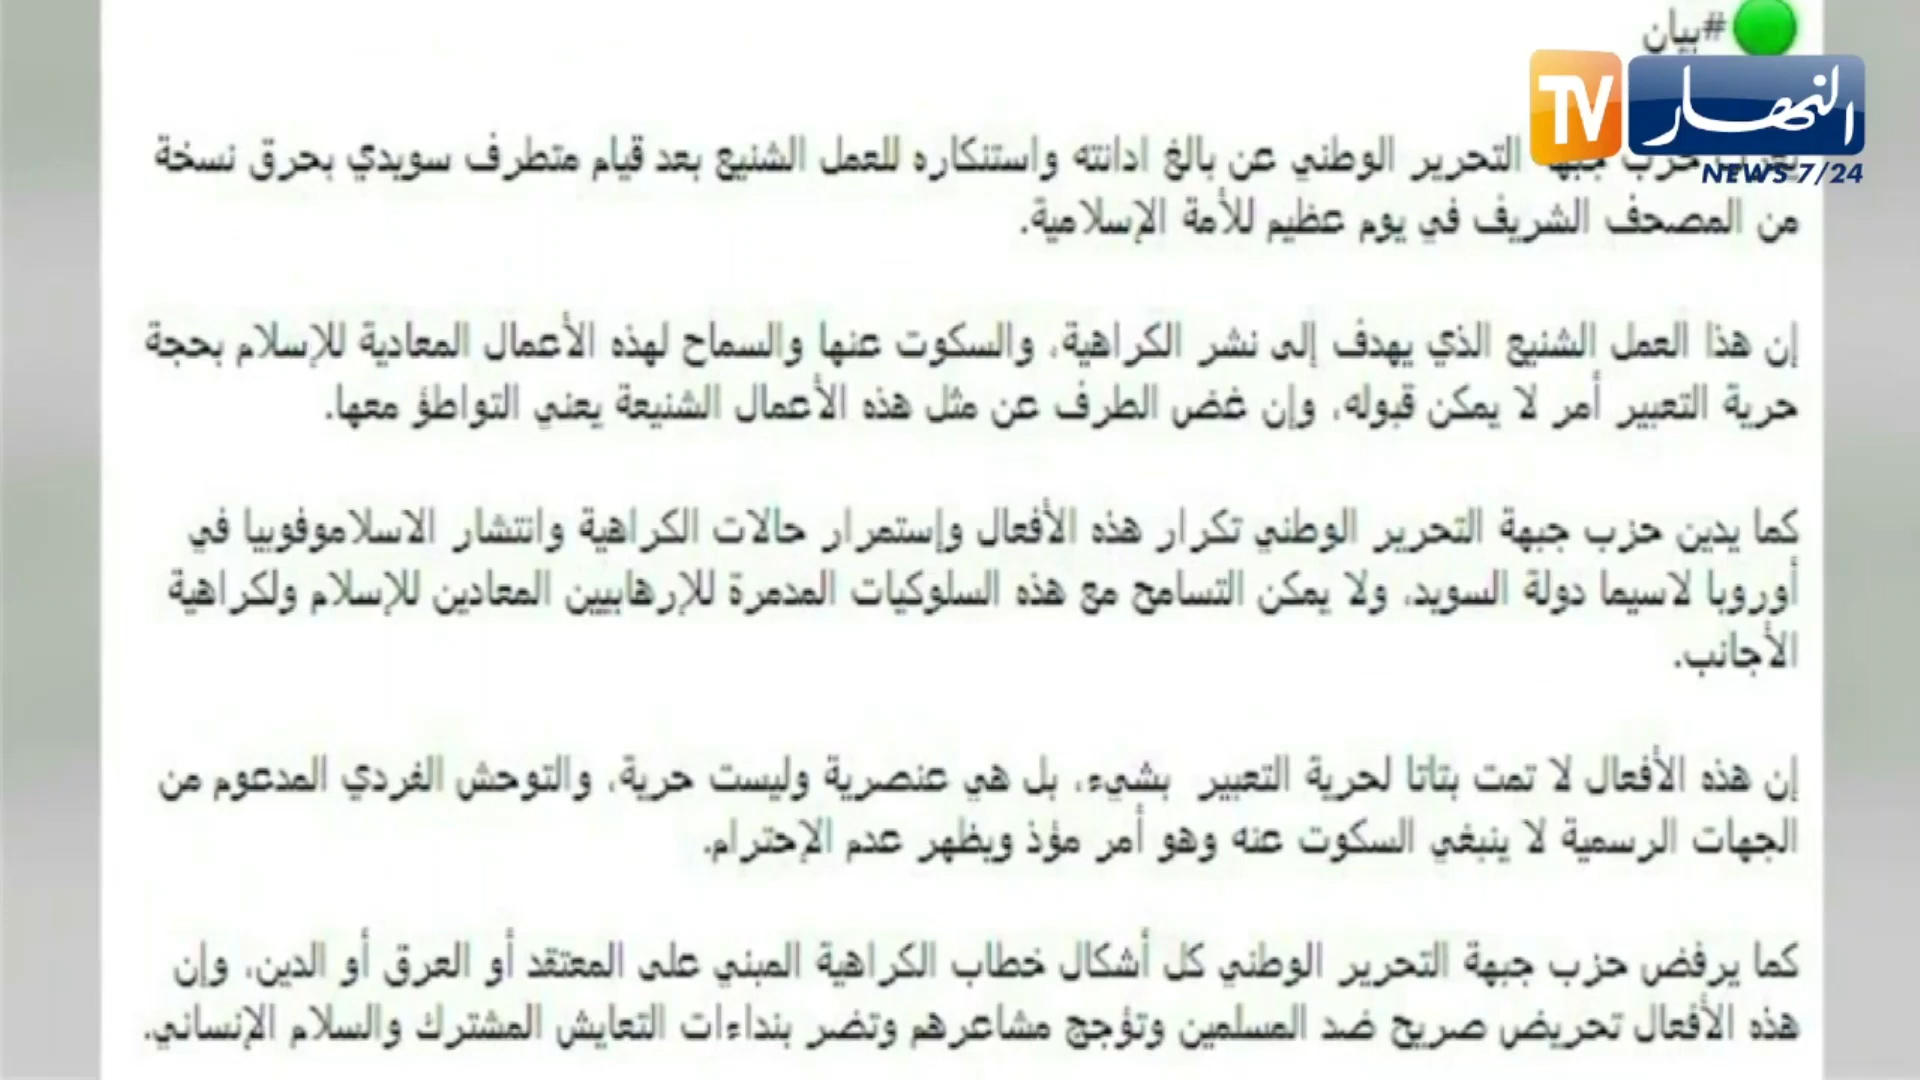 #بيان
TV النهار
NEWS 7/24
حزب جبهة التحرير الوطني عن بالغ ادانته واستنكاره للعمل الشنيع بعد قيام متطرف سويدي بحرق نسخة
من المصحف الشريف في يوم عظيم للأمة الإسلامية.
إن هذا العمل الشنيع الذي يهدف إلى نشر الكراهية، والسكوت عنها والسماح لهذه الأعمال المعادية للإسلام بحجة
حرية التعبير أمر لا يمكن قبوله، وإن غض الطرف عن مثل هذه الأعمال الشنيعة يعني التواطؤ معها.
كما يدين حزب جبهة التحرير الوطني تكرار هذه الأفعال وإستمرار حالات الكراهية وانتشار الاسلاموفوبيا في
أوروبا لاسيما دولة السويد، ولا يمكن التسامح مع هذه السلوكيات المدمرة للإرهابيين المعادين للإسلام ولكراهية
الأجانب.
إن هذه الأفعال لا تمت بتاتا لحرية التعبير بشيء، بل هي عنصرية وليست حرية، والتوحش الفردي المدعوم من
الجهات الرسمية لا ينبغي السكوت عنه وهو أمر مؤذ ويظهر عدم الإحترام.
كما يرفض حزب جبهة التحرير الوطني كل أشكال خطاب الكراهية المبني على المعتقد أو العرق أو الدين، وإن
هذه الأفعال تحريض صريح ضد المسلمين وتؤجج مشاعرهم وتضر بنداءات التعايش المشترك والسلام الإنساني.